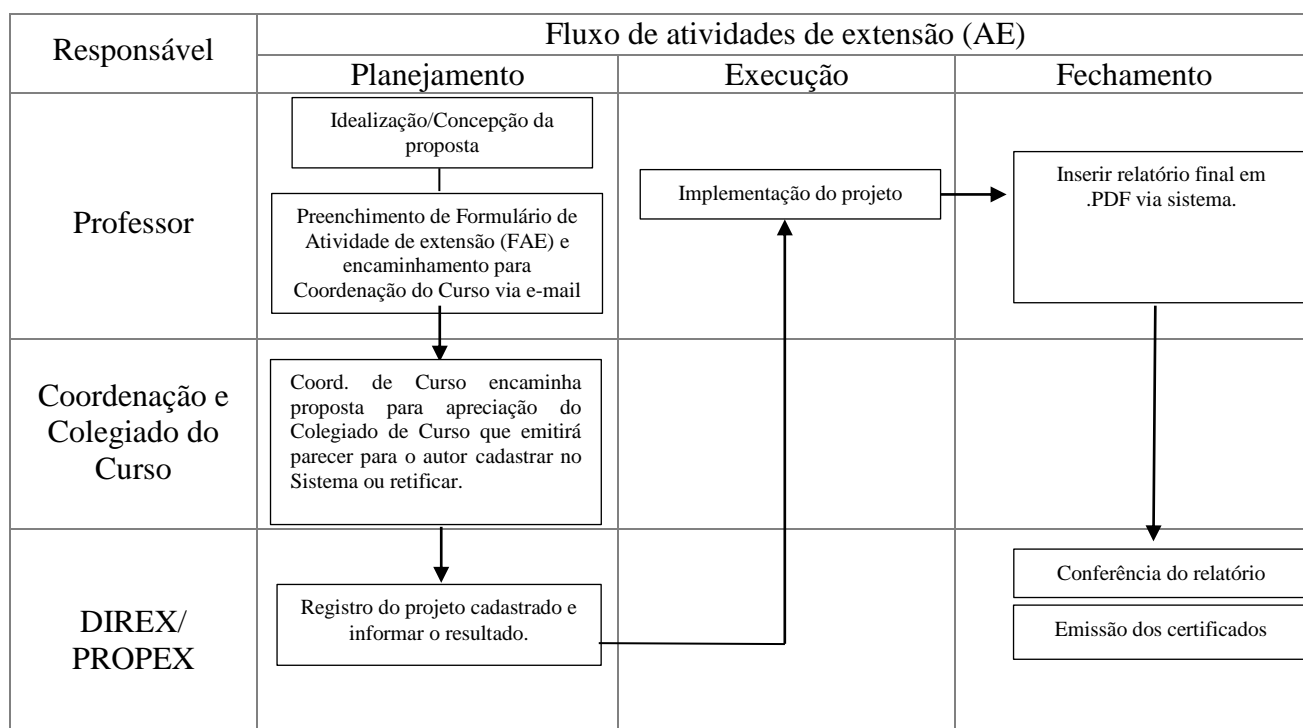 Responsável
Fluxo de atividades de extensão (AE)
Planejamento
Execução
Fechamento
Professor
Idealização/Concepção da
proposta
Preenchimento de Formulário de
Atividade de extensão (FAE) e
encaminhamento para
Coordenação do Curso via e-mail
Implementação do projeto
Inserir relatório final em
.PDF via sistema.
Coordenação e
Colegiado do
Curso
Coord. de Curso encaminha
proposta para apreciação do
Colegiado de Curso que emitirá
parecer para o autor cadastrar no
Sistema ou retificar.
DIREX/
PROPEX
Registro do projeto cadastrado e
informar o resultado.
Conferência do relatório
Emissão dos certificados